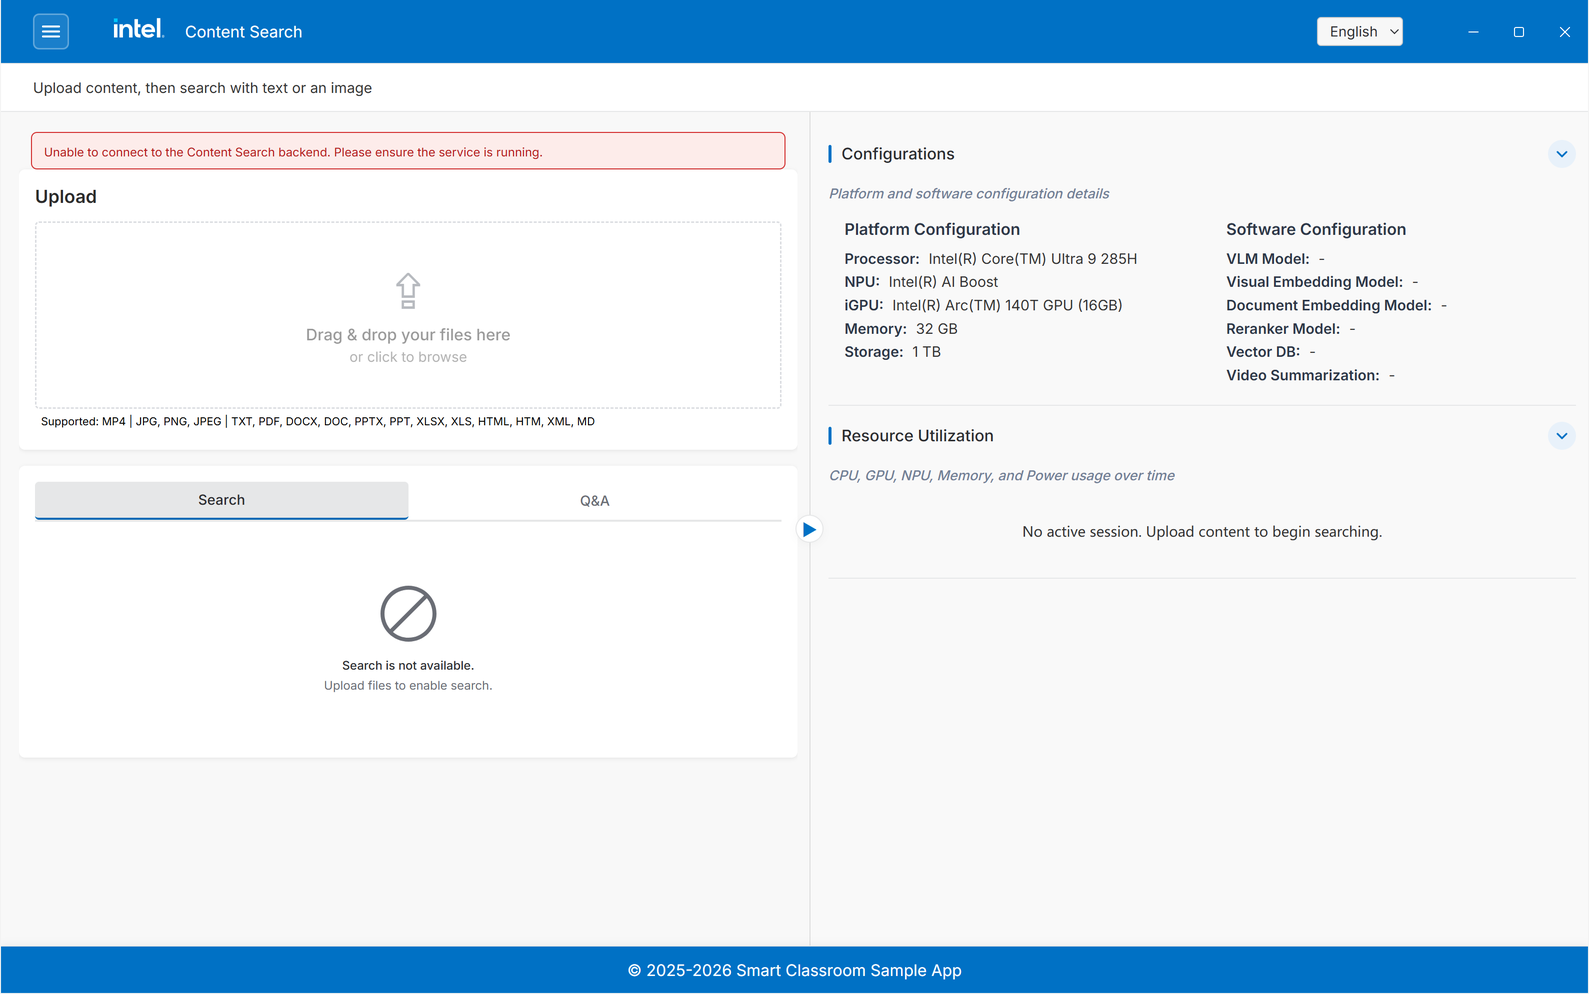 intel.
Content Search
English
Upload content, then search with text or an image
Unable to connect to the Content Search backend. Please ensure the service is running.
Upload
Drag & drop your files here
or click to browse
Supported: MP4 | JPG, PNG, JPEG | TXT, PDF, DOCX, DOC, PPTX, PPT, XLSX, XLS, HTML, HTM, XML, MD
Search
Q&A
Search is not available.
Upload files to enable search.
Configurations
Platform and software configuration details
Platform Configuration
Processor: Intel(R) Core(TM) Ultra 9 285H
NPU: Intel(R) AI Boost
iGPU: Intel(R) Arc(TM) 140T GPU (16GB)
Memory: 32 GB
Storage: 1 TB
Software Configuration
VLM Model: -
Visual Embedding Model: -
Document Embedding Model: -
Reranker Model: -
Vector DB: -
Video Summarization: -
Resource Utilization
CPU, GPU, NPU, Memory, and Power usage over time
No active session. Upload content to begin searching.
© 2025-2026 Smart Classroom Sample App